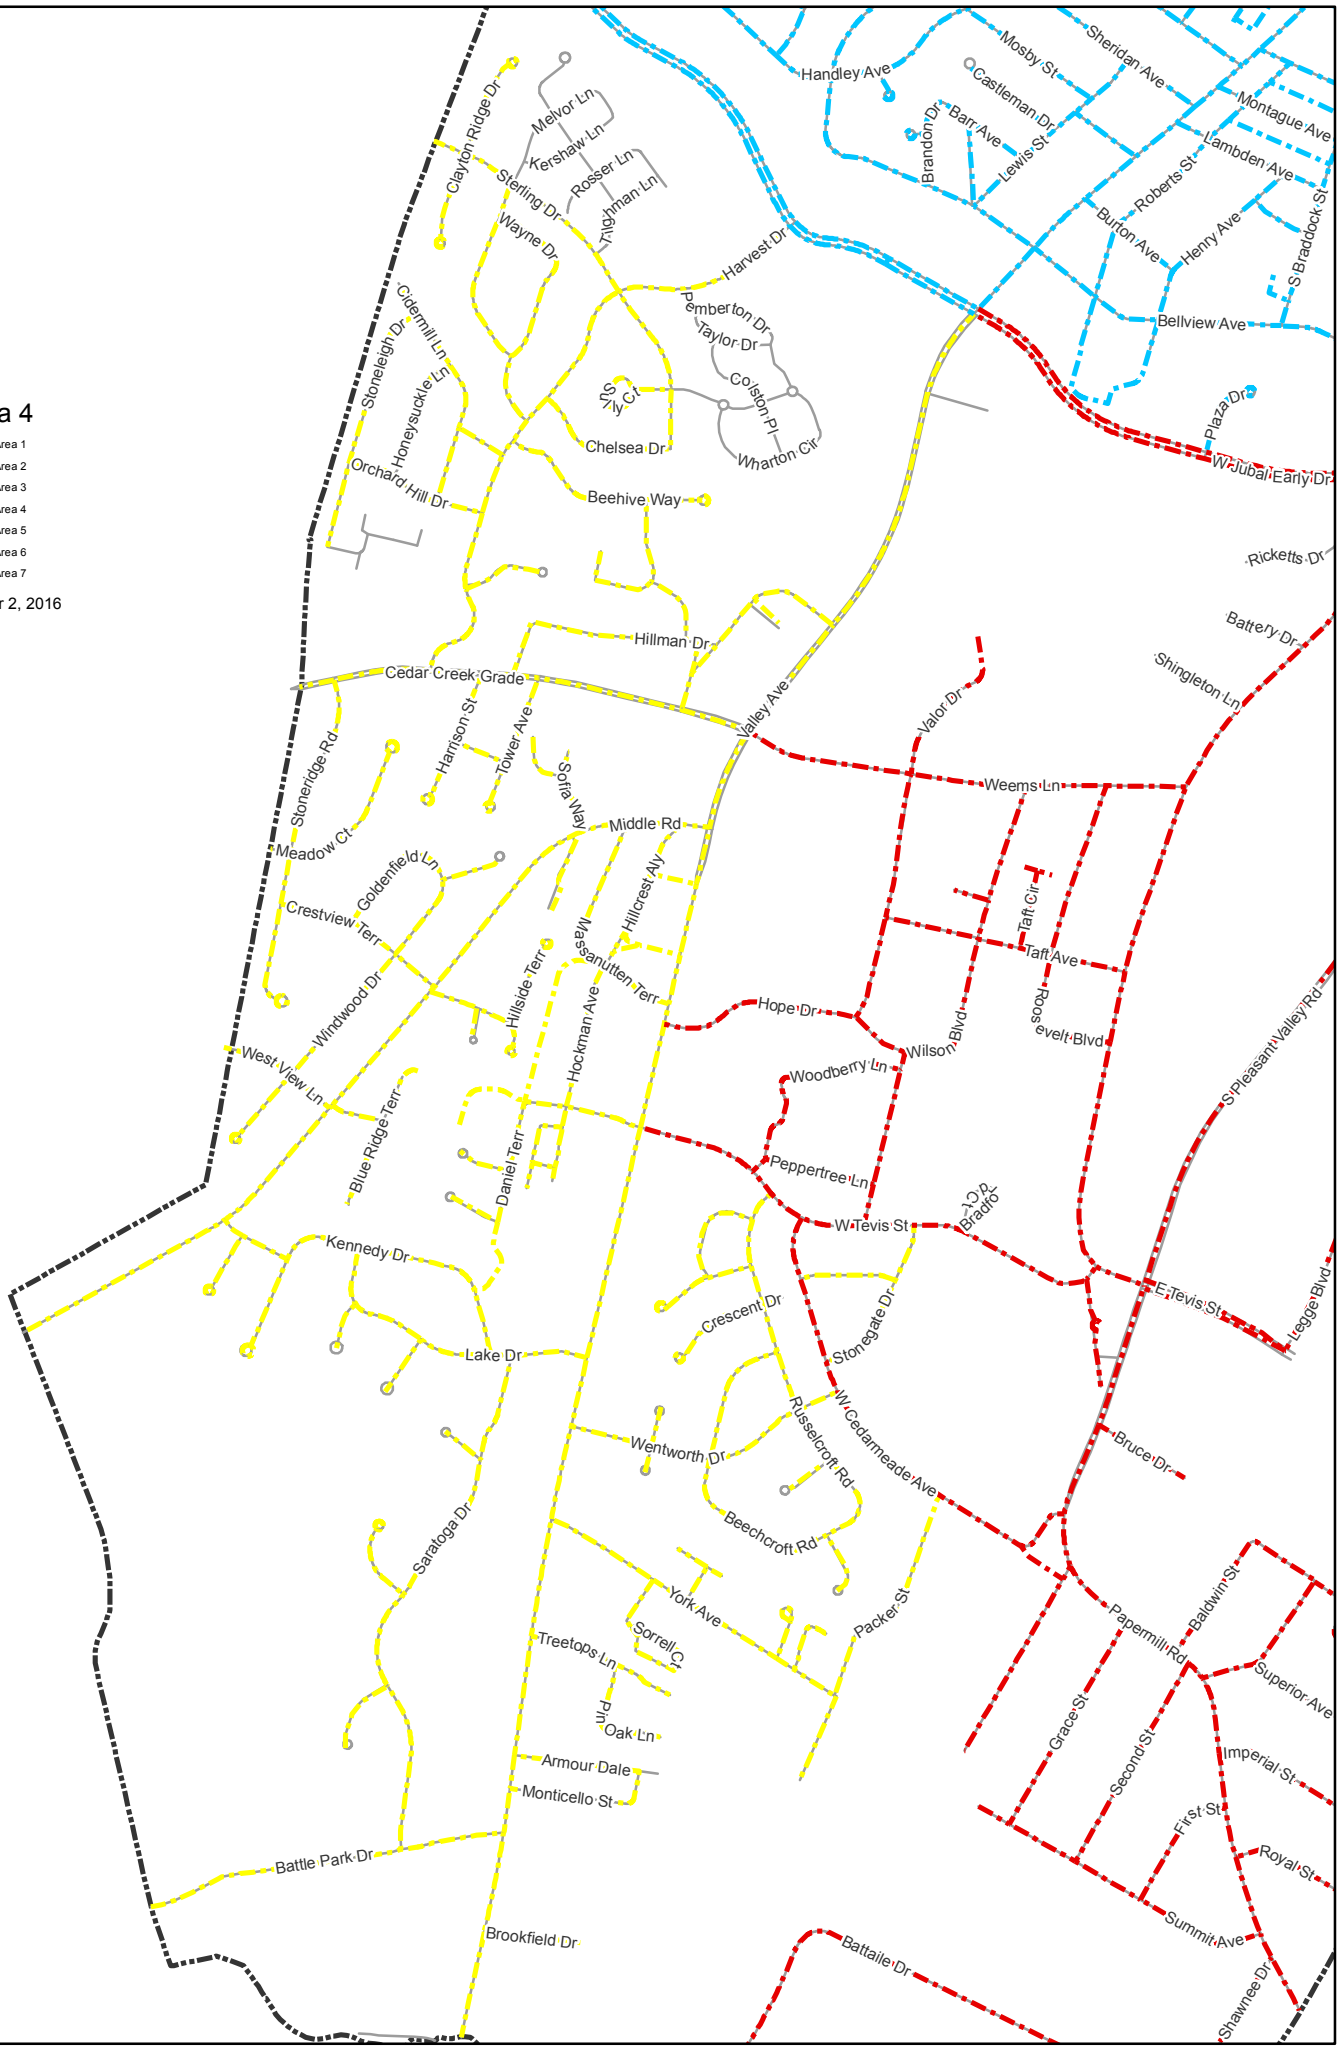 Clayton Ridge Dr
Melvor Ln
Kershaw Ln
Rosser Ln
Tilghman Ln
Sterling Dr
Wayne Dr
Harvest Dr
Handley Ave
Mosby St
Sheridan Ave
Castleman Dr
Montague Ave
Brandon Dr
Barr Ave
Lewis St
Lambden Ave
Roberts St
Burton Ave
Henry Ave
S Braddock St
Bellview Ave
Cidermill Ln
Stoneleigh Dr
Honeysuckle Ln
Pemberton Dr
Taylor Dr
Colston Pl
Wharton Cir
Chelsea Dr
Plaza Dr
W Jubal Early Dr
a 4
rea 1
rea 2
rea 3
rea 4
rea 5
rea 6
rea 7
r 2, 2016
Orchard Hill Dr
Beehive Way
Ricketts Dr
Battery Dr
Shingleton Ln
Hillman Dr
Cedar Creek Grade
Valley Ave
Valor Dr
Harrison St
Tower Ave
Stoneridge Rd
Sofia Way
Weems Ln
Middle Rd
Meadow Ct
Goldenfield Ln
Hillcrest Aly
Taft Cir
Crestview Terr
Massanutten Terr
Taft Ave
Hillside Terr
Windwood Dr
Hockman Ave
Hope Dr
Roosevelt Blvd
Wilson Blvd
S Pleasant Valley Rd
West View Ln
Woodberry Ln
Blue Ridge Terr
Daniel Terr
Peppertree Ln
Bradford Ct
W Tevis St
Kennedy Dr
E Tevis St
Legge Blvd
Crescent Dr
Stonegate Dr
Lake Dr
Russelcroft Rd
W Cedarmeade Ave
Wentworth Dr
Bruce Dr
Saratoga Dr
Beechcroft Rd
York Ave
Packer St
Baldwin St
Papermill Rd
Sorrell Ct
Treetops Ln
Superior Ave
Pin Oak Ln
Grace St
Second St
Imperial St
Armour Dale
Monticello St
First St
Royal St
Battle Park Dr
Summit Ave
Brookfield Dr
Battaile Dr
Shawnee Dr